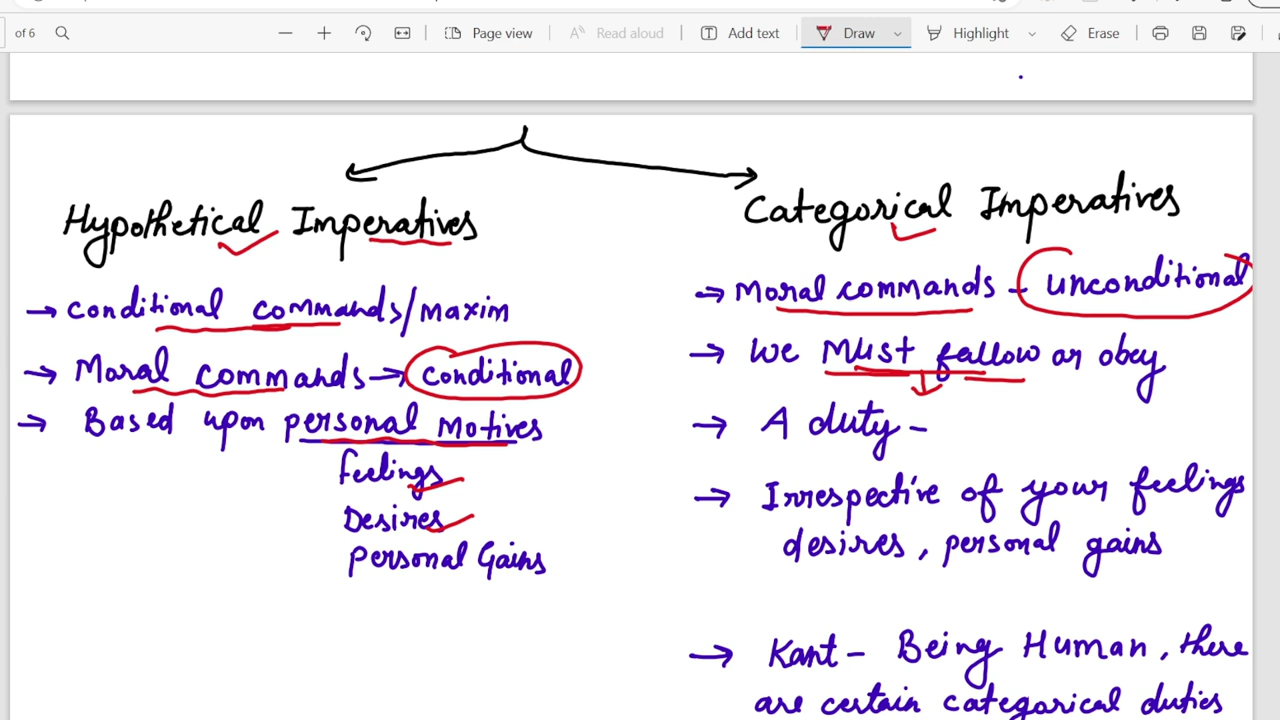 of 6
Page view
Read aloud
Add text
Draw
Highlight
Erase
Hypothetical Imperatives
→ Conditional commands/Maxim
→ Moral commands → Conditional
→ Based upon personal Motives
Feelings
Desires
Personal Gains
Categorical Imperatives
→ Moral commands - unconditional
→ We Must follow or obey
→ A duty -
→ Irrespective of your feelings
desires, personal gains
→ Kant - Being Human, there
are certain categorical duties